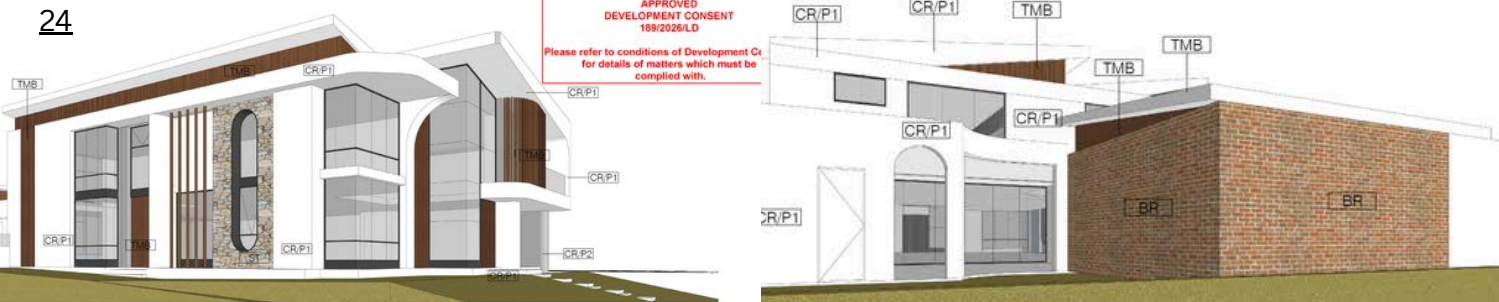 24
APPROVED
DEVELOPMENT CONSENT
189/2026/LD
Please refer to conditions of Development Co
for details of matters which must be
complied with.
TMB
TMB
CR/P1
CR/P1
TMB
CR/P1
CR/P1
TMB
ST
CR/P1
CR/P2
CR/P1
CR/P1
CR/P1
TMB
TMB
TMB
CR/P1
CR/P1
CR/P1
BR
BR